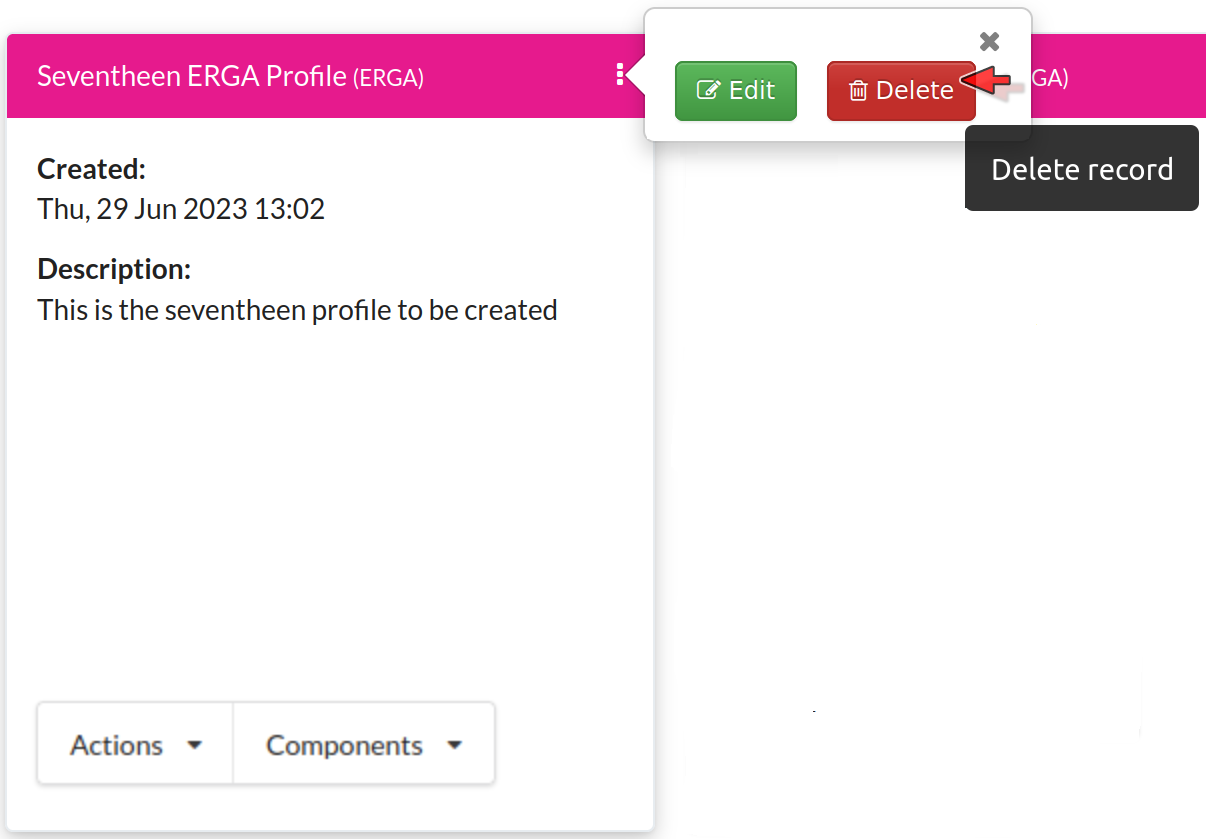 Seventheen ERGA Profile (ERGA)
Edit
Delete
GA)
Delete record
Created:
Thu, 29 Jun 2023 13:02
Description:
This is the seventheen profile to be created
Actions
Components